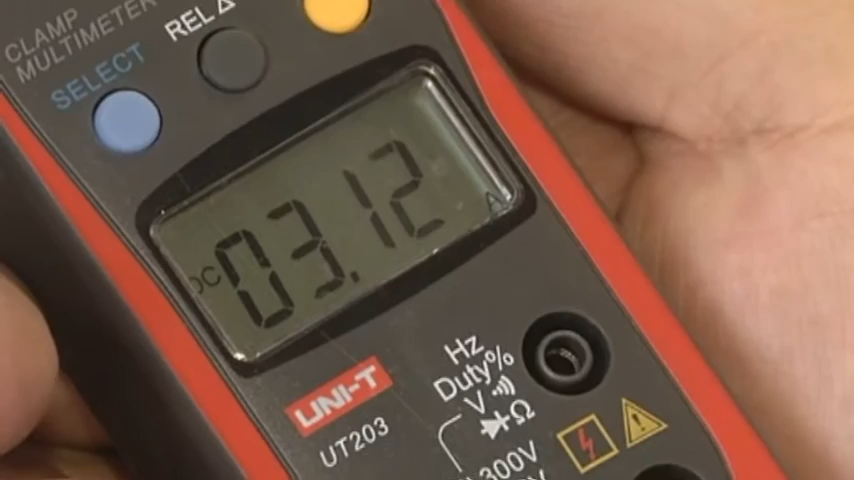 CLAMP
MULTIMETER
REL Δ
SELECT
DC 03.12 A
UNI-T
UT203
Hz
Duty%
V
Ω
300V